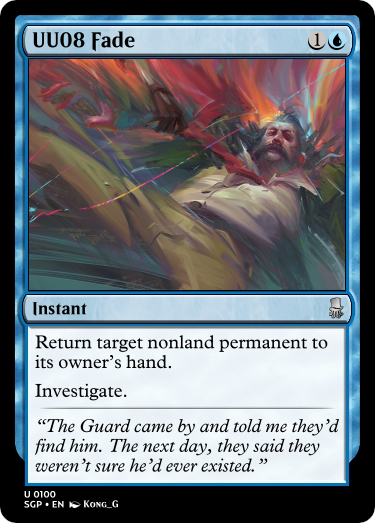 UU08 Fade
1
Instant
Return target nonland permanent to
its owner's hand.
Investigate.
“The Guard came by and told me they’d
find him. The next day, they said they
weren’t sure he’d ever existed.”
U 0100
SGP • EN Kong_G